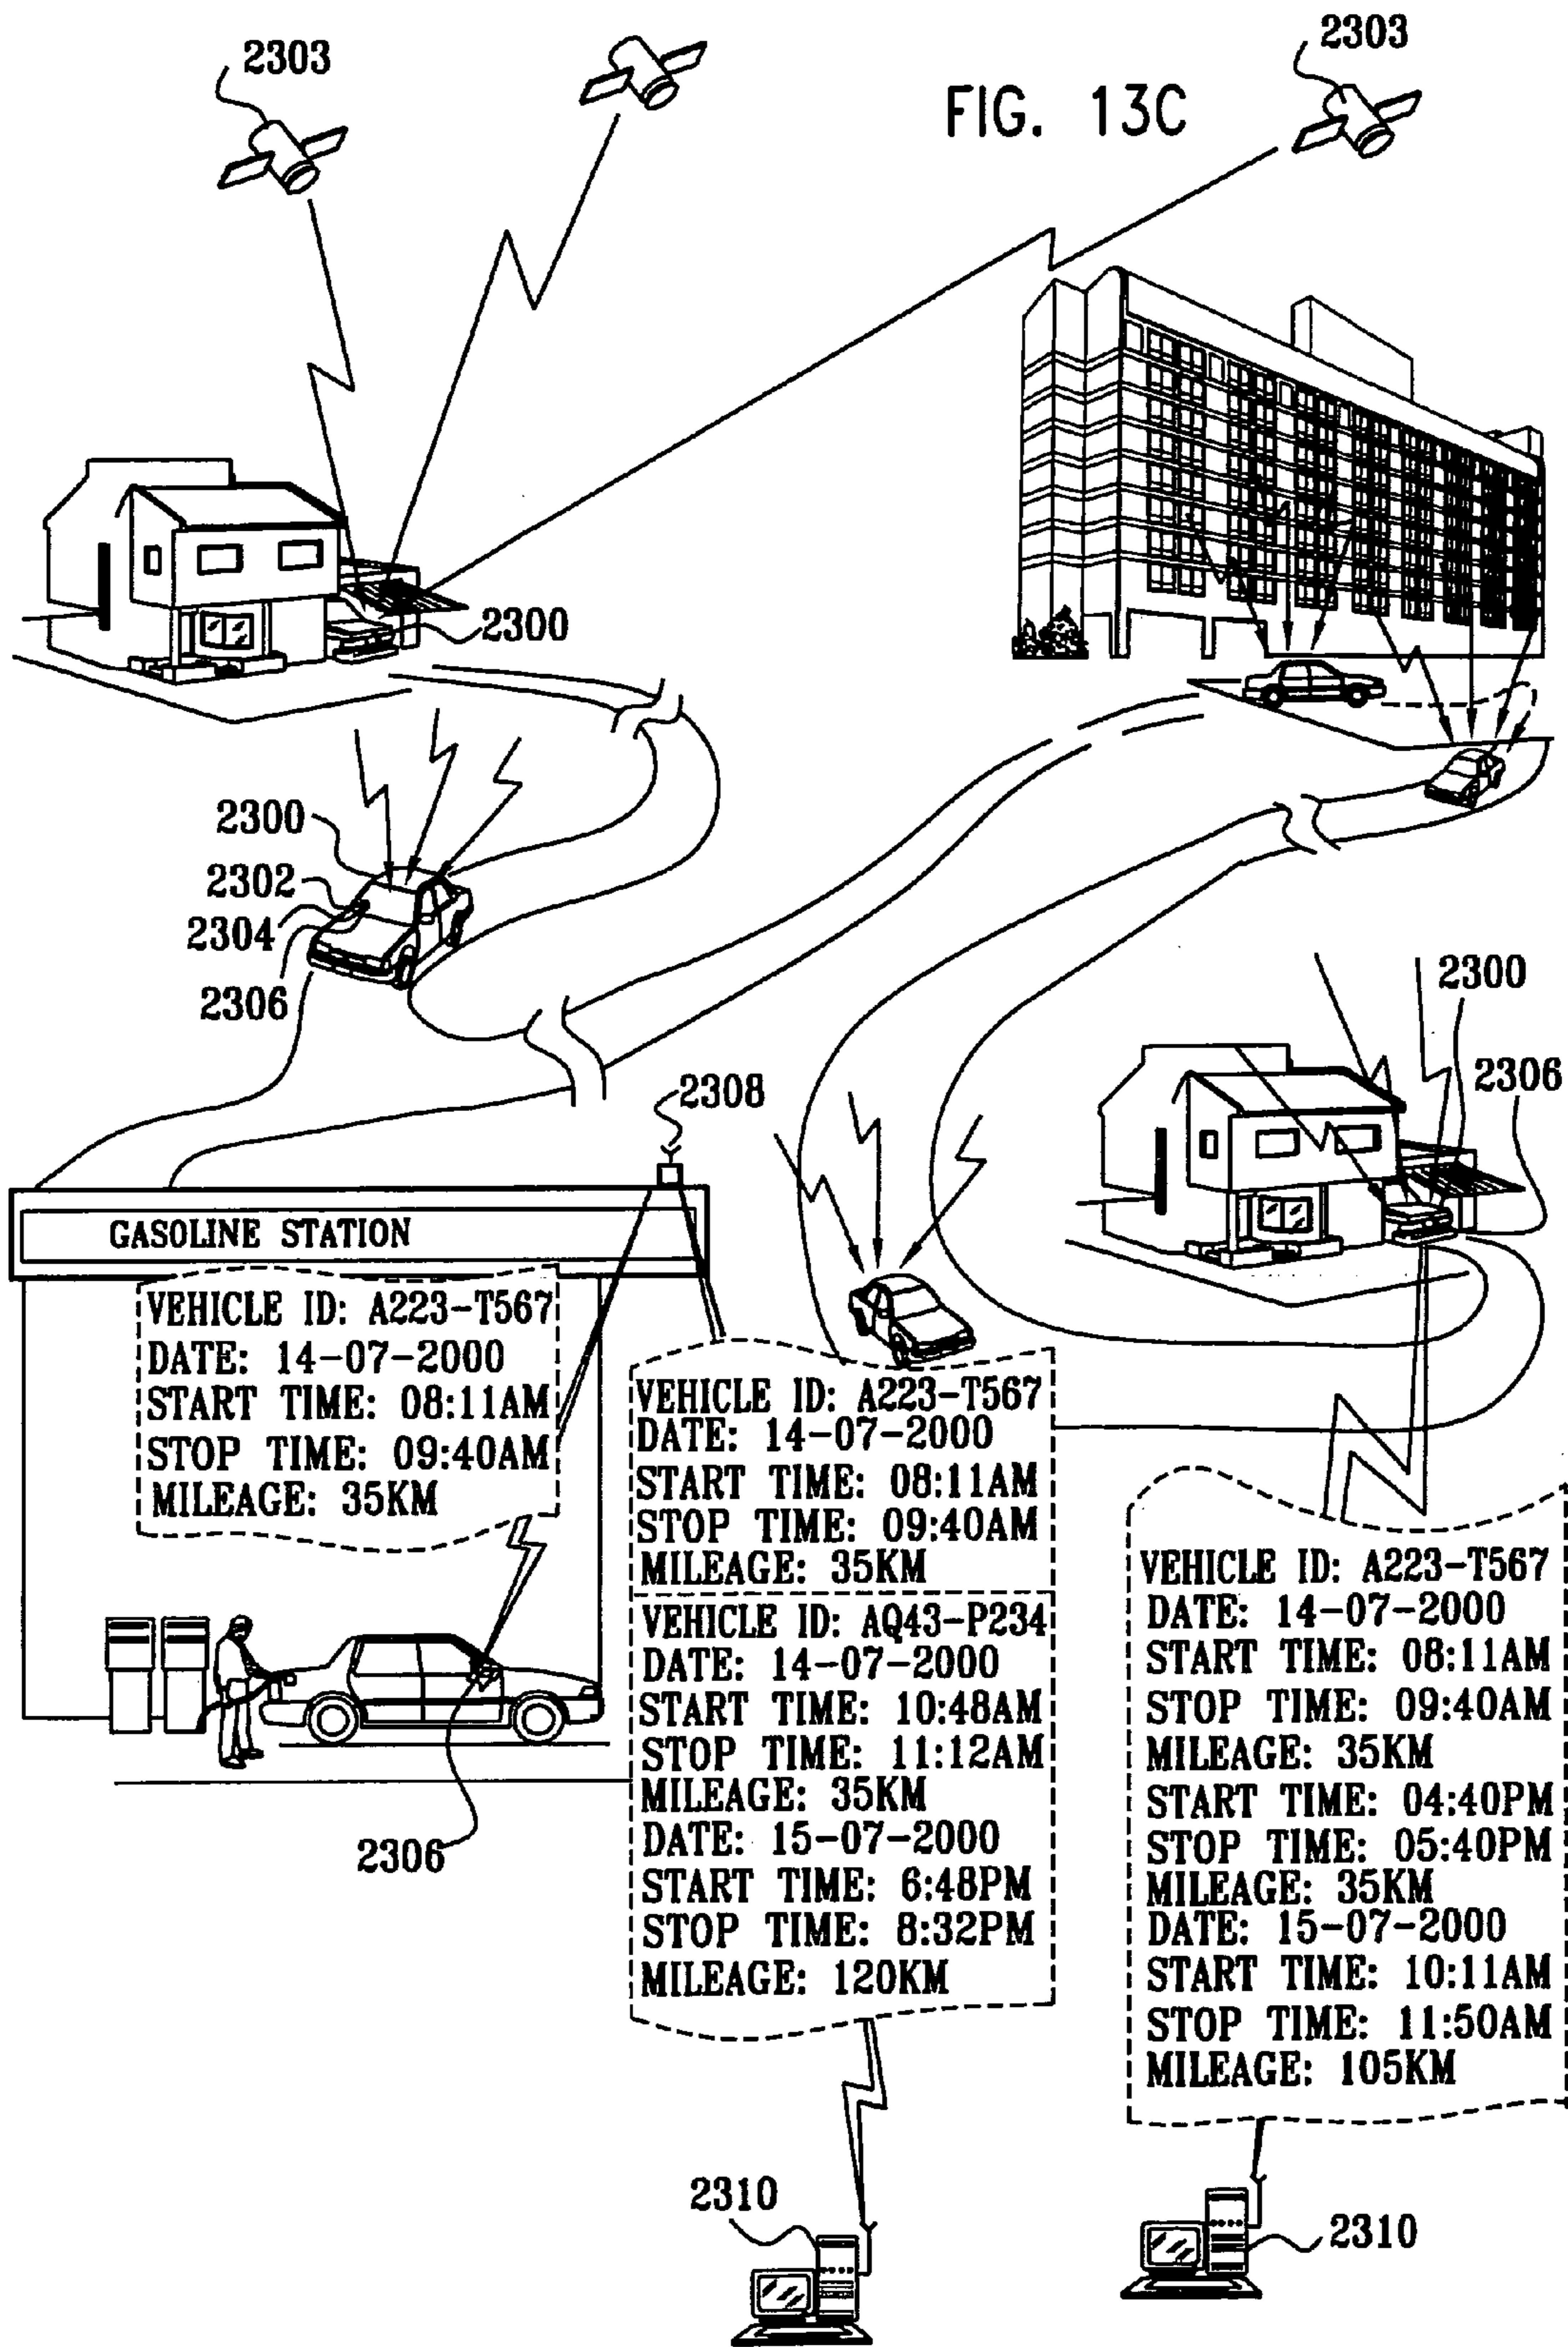 2303
2303
FIG. 13C
2300
2300
2302
2304
2306
2300
2306
2308
GASOLINE STATION
VEHICLE ID: A223-T567
DATE: 14-07-2000
START TIME: 08:11AM
STOP TIME: 09:40AM
MILEAGE: 35KM
VEHICLE ID: A223-T567
DATE: 14-07-2000
START TIME: 08:11AM
STOP TIME: 09:40AM
MILEAGE: 35KM
VEHICLE ID: AQ43-P234
DATE: 14-07-2000
START TIME: 10:48AM
STOP TIME: 11:12AM
MILEAGE: 35KM
DATE: 15-07-2000
START TIME: 6:48PM
STOP TIME: 8:32PM
MILEAGE: 120KM
VEHICLE ID: A223-T567
DATE: 14-07-2000
START TIME: 08:11AM
STOP TIME: 09:40AM
MILEAGE: 35KM
START TIME: 04:40PM
STOP TIME: 05:40PM
MILEAGE: 35KM
DATE: 15-07-2000
START TIME: 10:11AM
STOP TIME: 11:50AM
MILEAGE: 105KM
2306
2310
2310